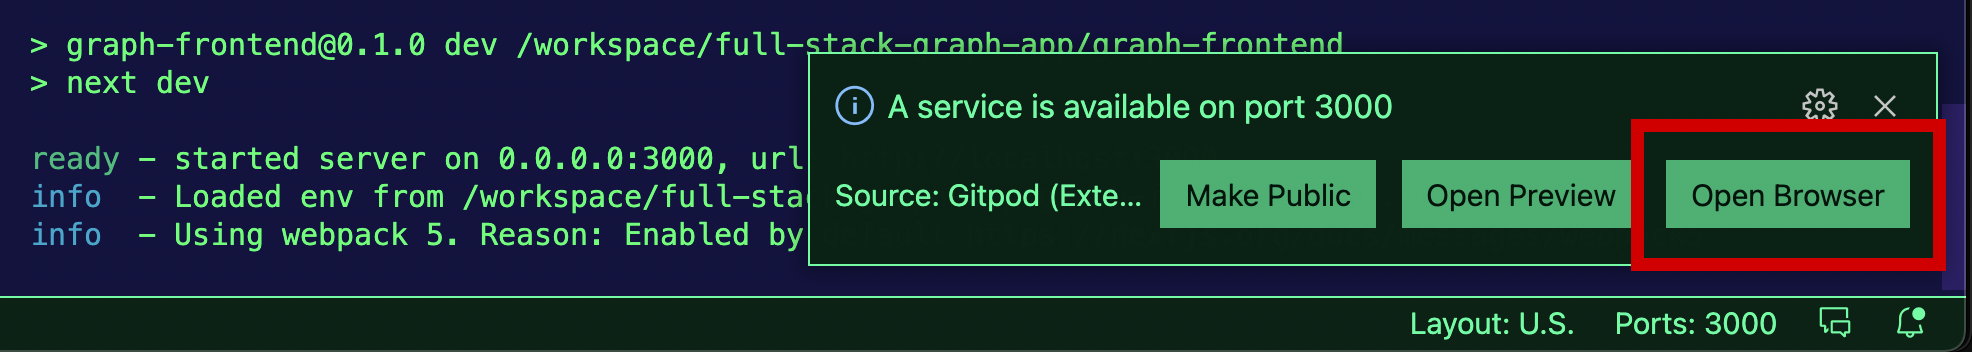 > graph-frontend@0.1.0 dev /workspace/full-stack-graph-app/graph-frontend
> next dev
A service is available on port 3000
ready - started server on 0.0.0.0:3000, url
info - Loaded env from /workspace/full-sta
Source: Gitpod (Exte... Make Public Open Preview Open Browser
info - Using webpack 5. Reason: Enabled by
Layout: U.S. Ports: 3000